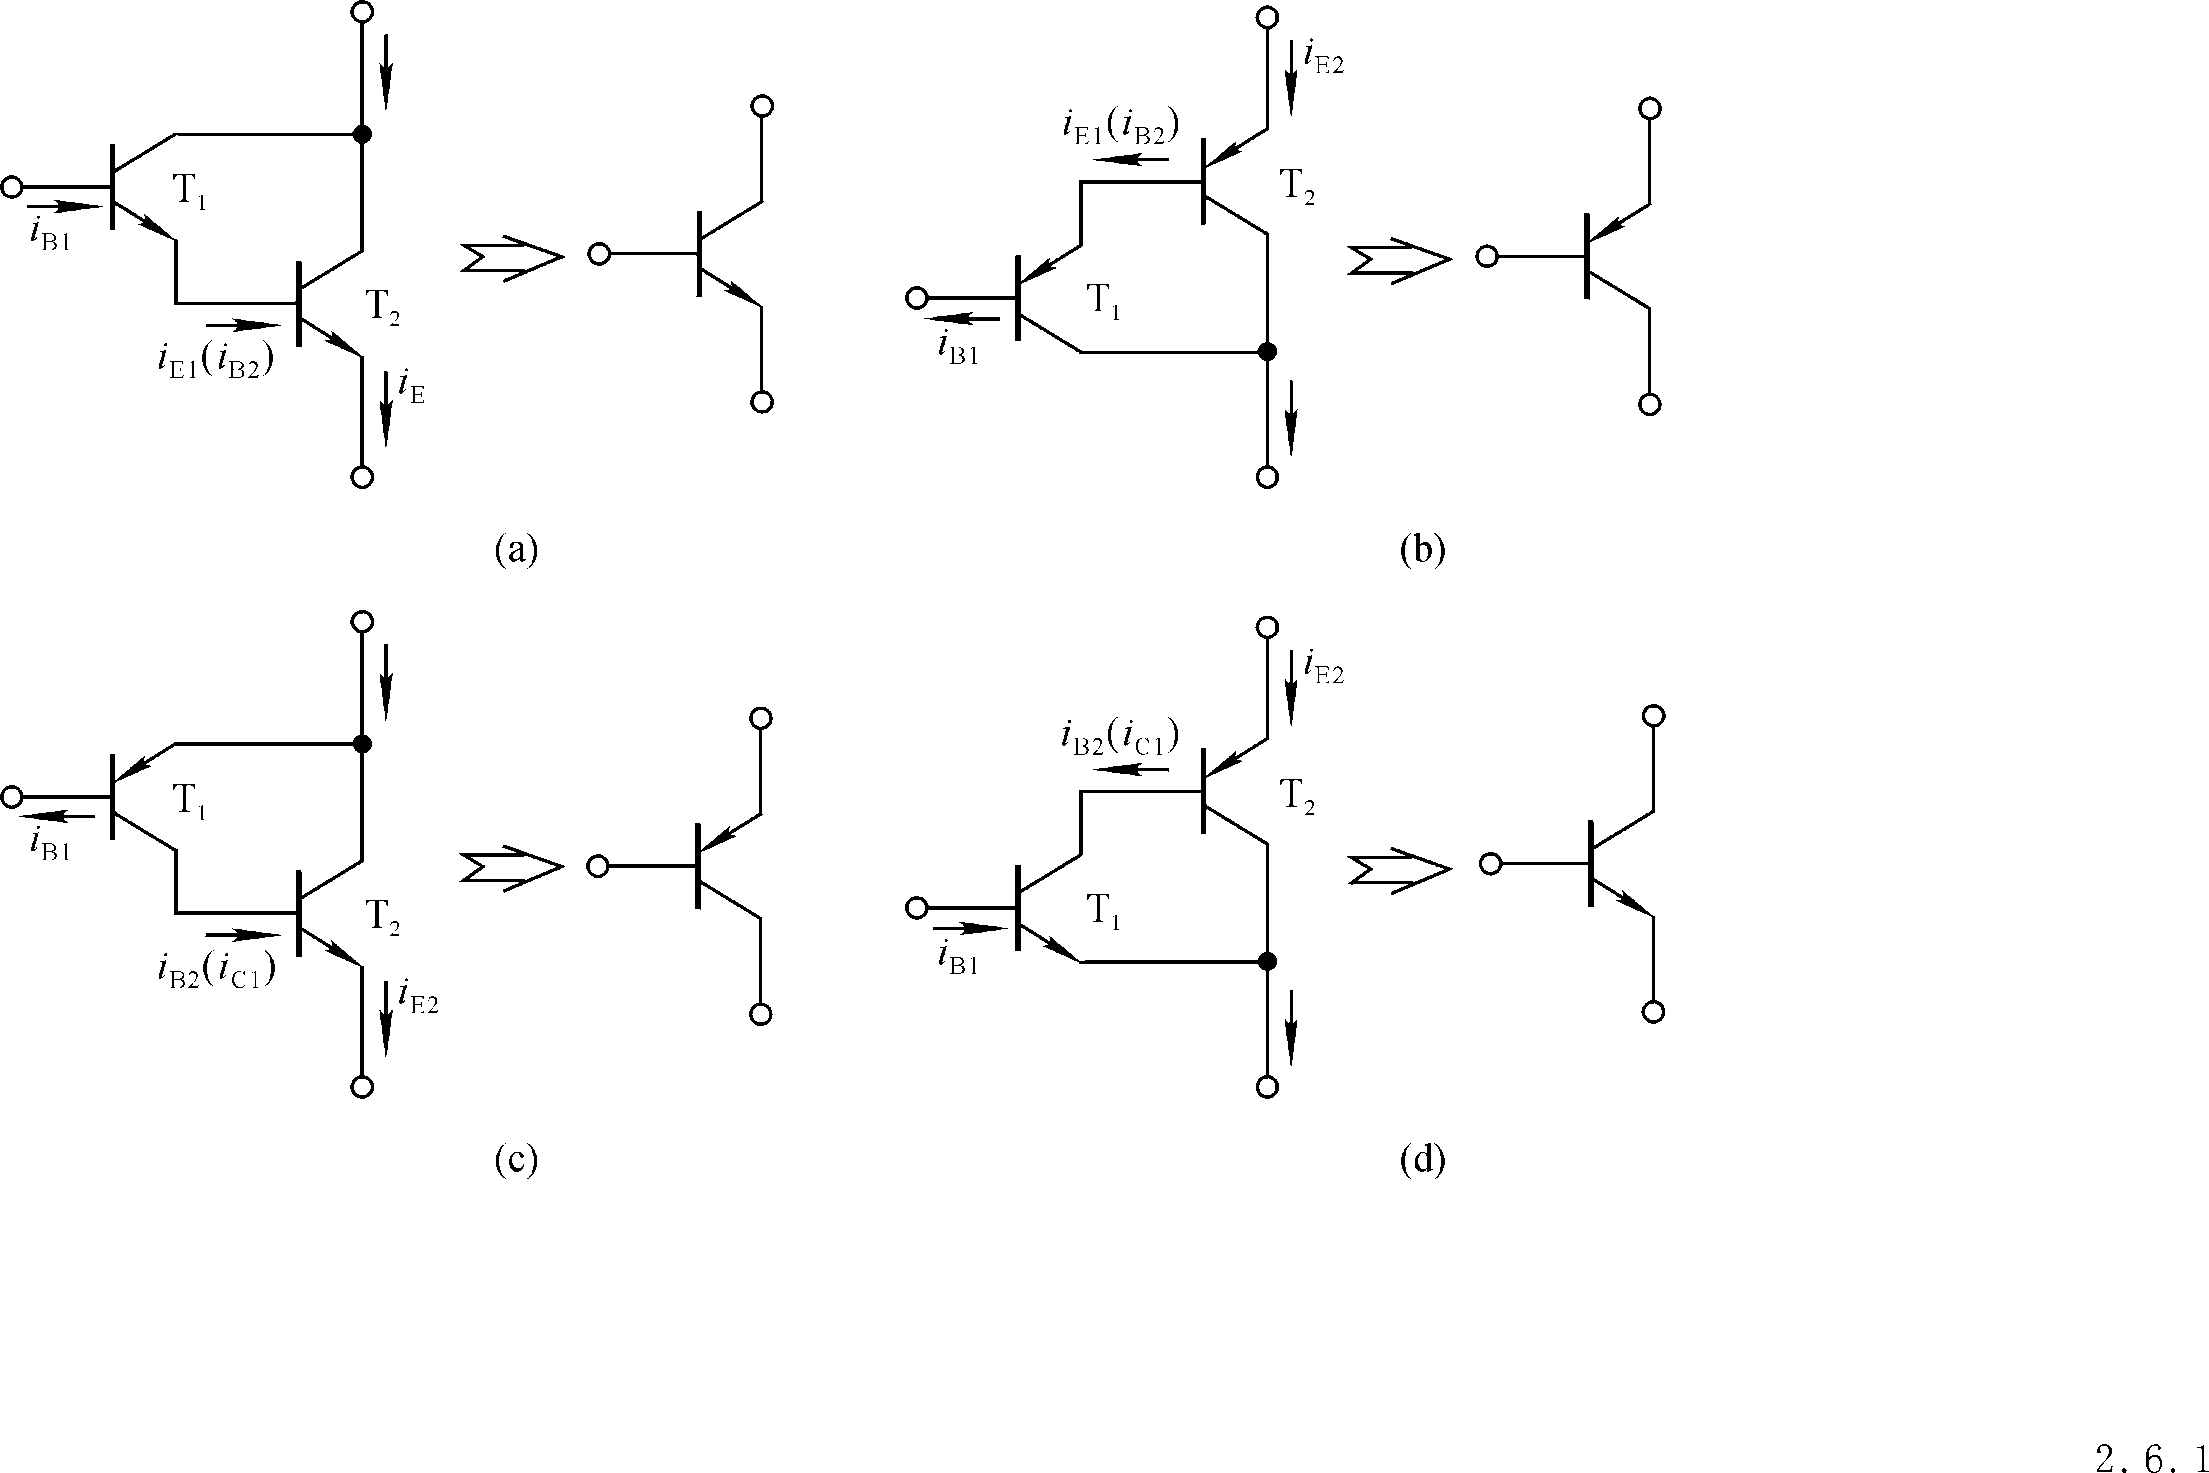 iE2
iE1(iB2)
T1
T2
iB1
T2
T1
iE1(iB2)
iB1
iE
(a)
(b)
iE2
iB2(iC1)
T1
T2
iB1
T2
T1
iB2(iC1)
iB1
iE2
(c)
(d)
2.6.1